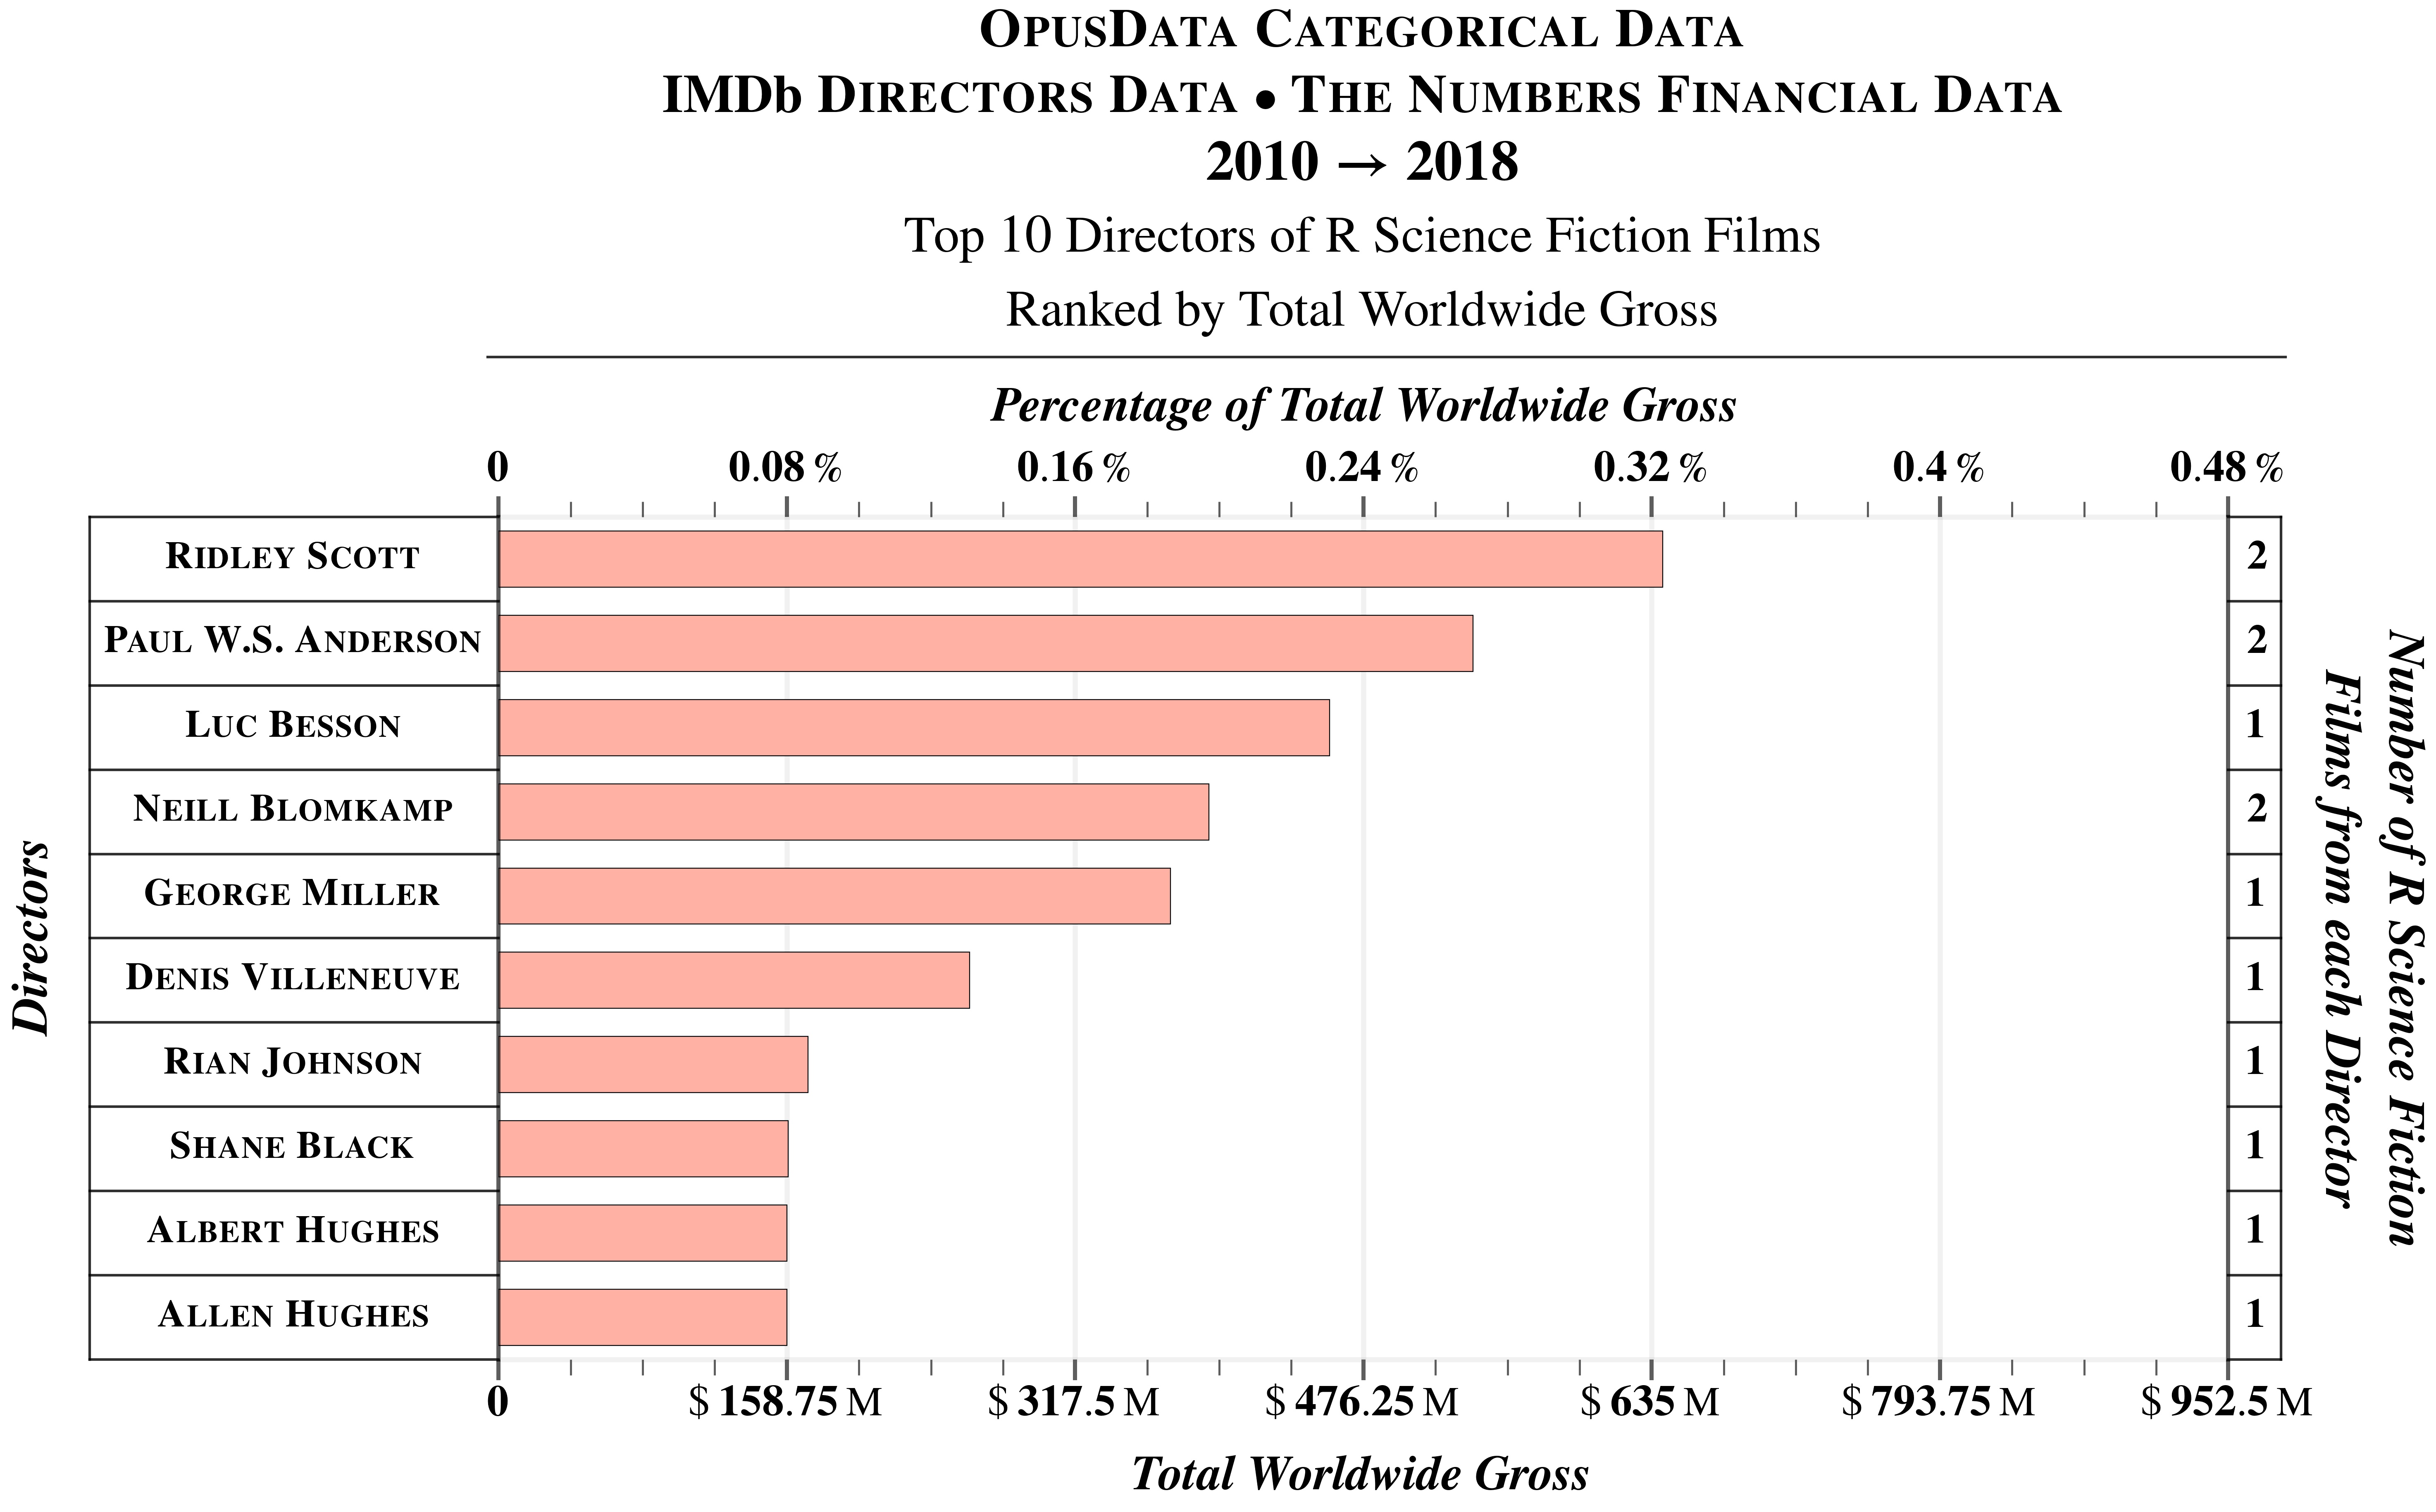 OpusData Categorical Data
IMDb Directors Data • The Numbers Financial Data
2010 → 2018
Top 10 Directors of R Science Fiction Films
Ranked by Total Worldwide Gross
Percentage of Total Worldwide Gross
0 0.08 % 0.16 % 0.24 % 0.32 % 0.4 % 0.48 %
Directors
Ridley Scott 2
Paul W.S. Anderson 2
Luc Besson 1
Neill Blomkamp 2
George Miller 1
Denis Villeneuve 1
Rian Johnson 1
Shane Black 1
Albert Hughes 1
Allen Hughes 1
Number of R Science Fiction
Films from each Director
0 $ 158.75 M $ 317.5 M $ 476.25 M $ 635 M $ 793.75 M $ 952.5 M
Total Worldwide Gross